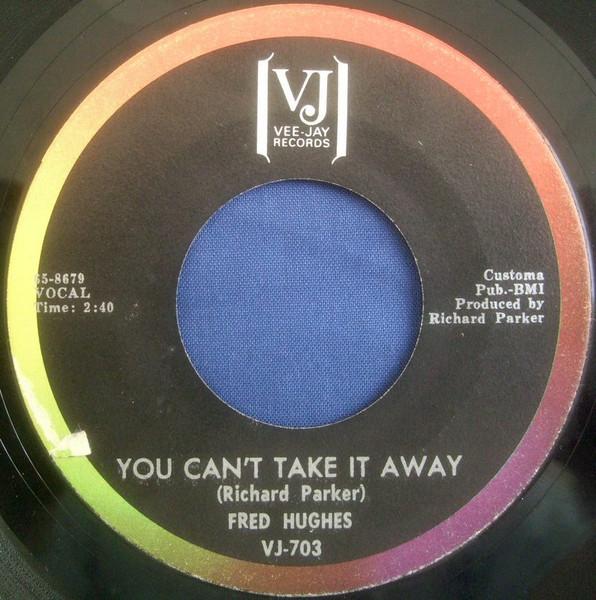 VJ
VEE-JAY
RECORDS
65-8679
VOCAL
Time: 2:40
Customa
Pub.-BMI
Produced by
Richard Parker
YOU CAN'T TAKE IT AWAY
(Richard Parker)
FRED HUGHES
VJ-703